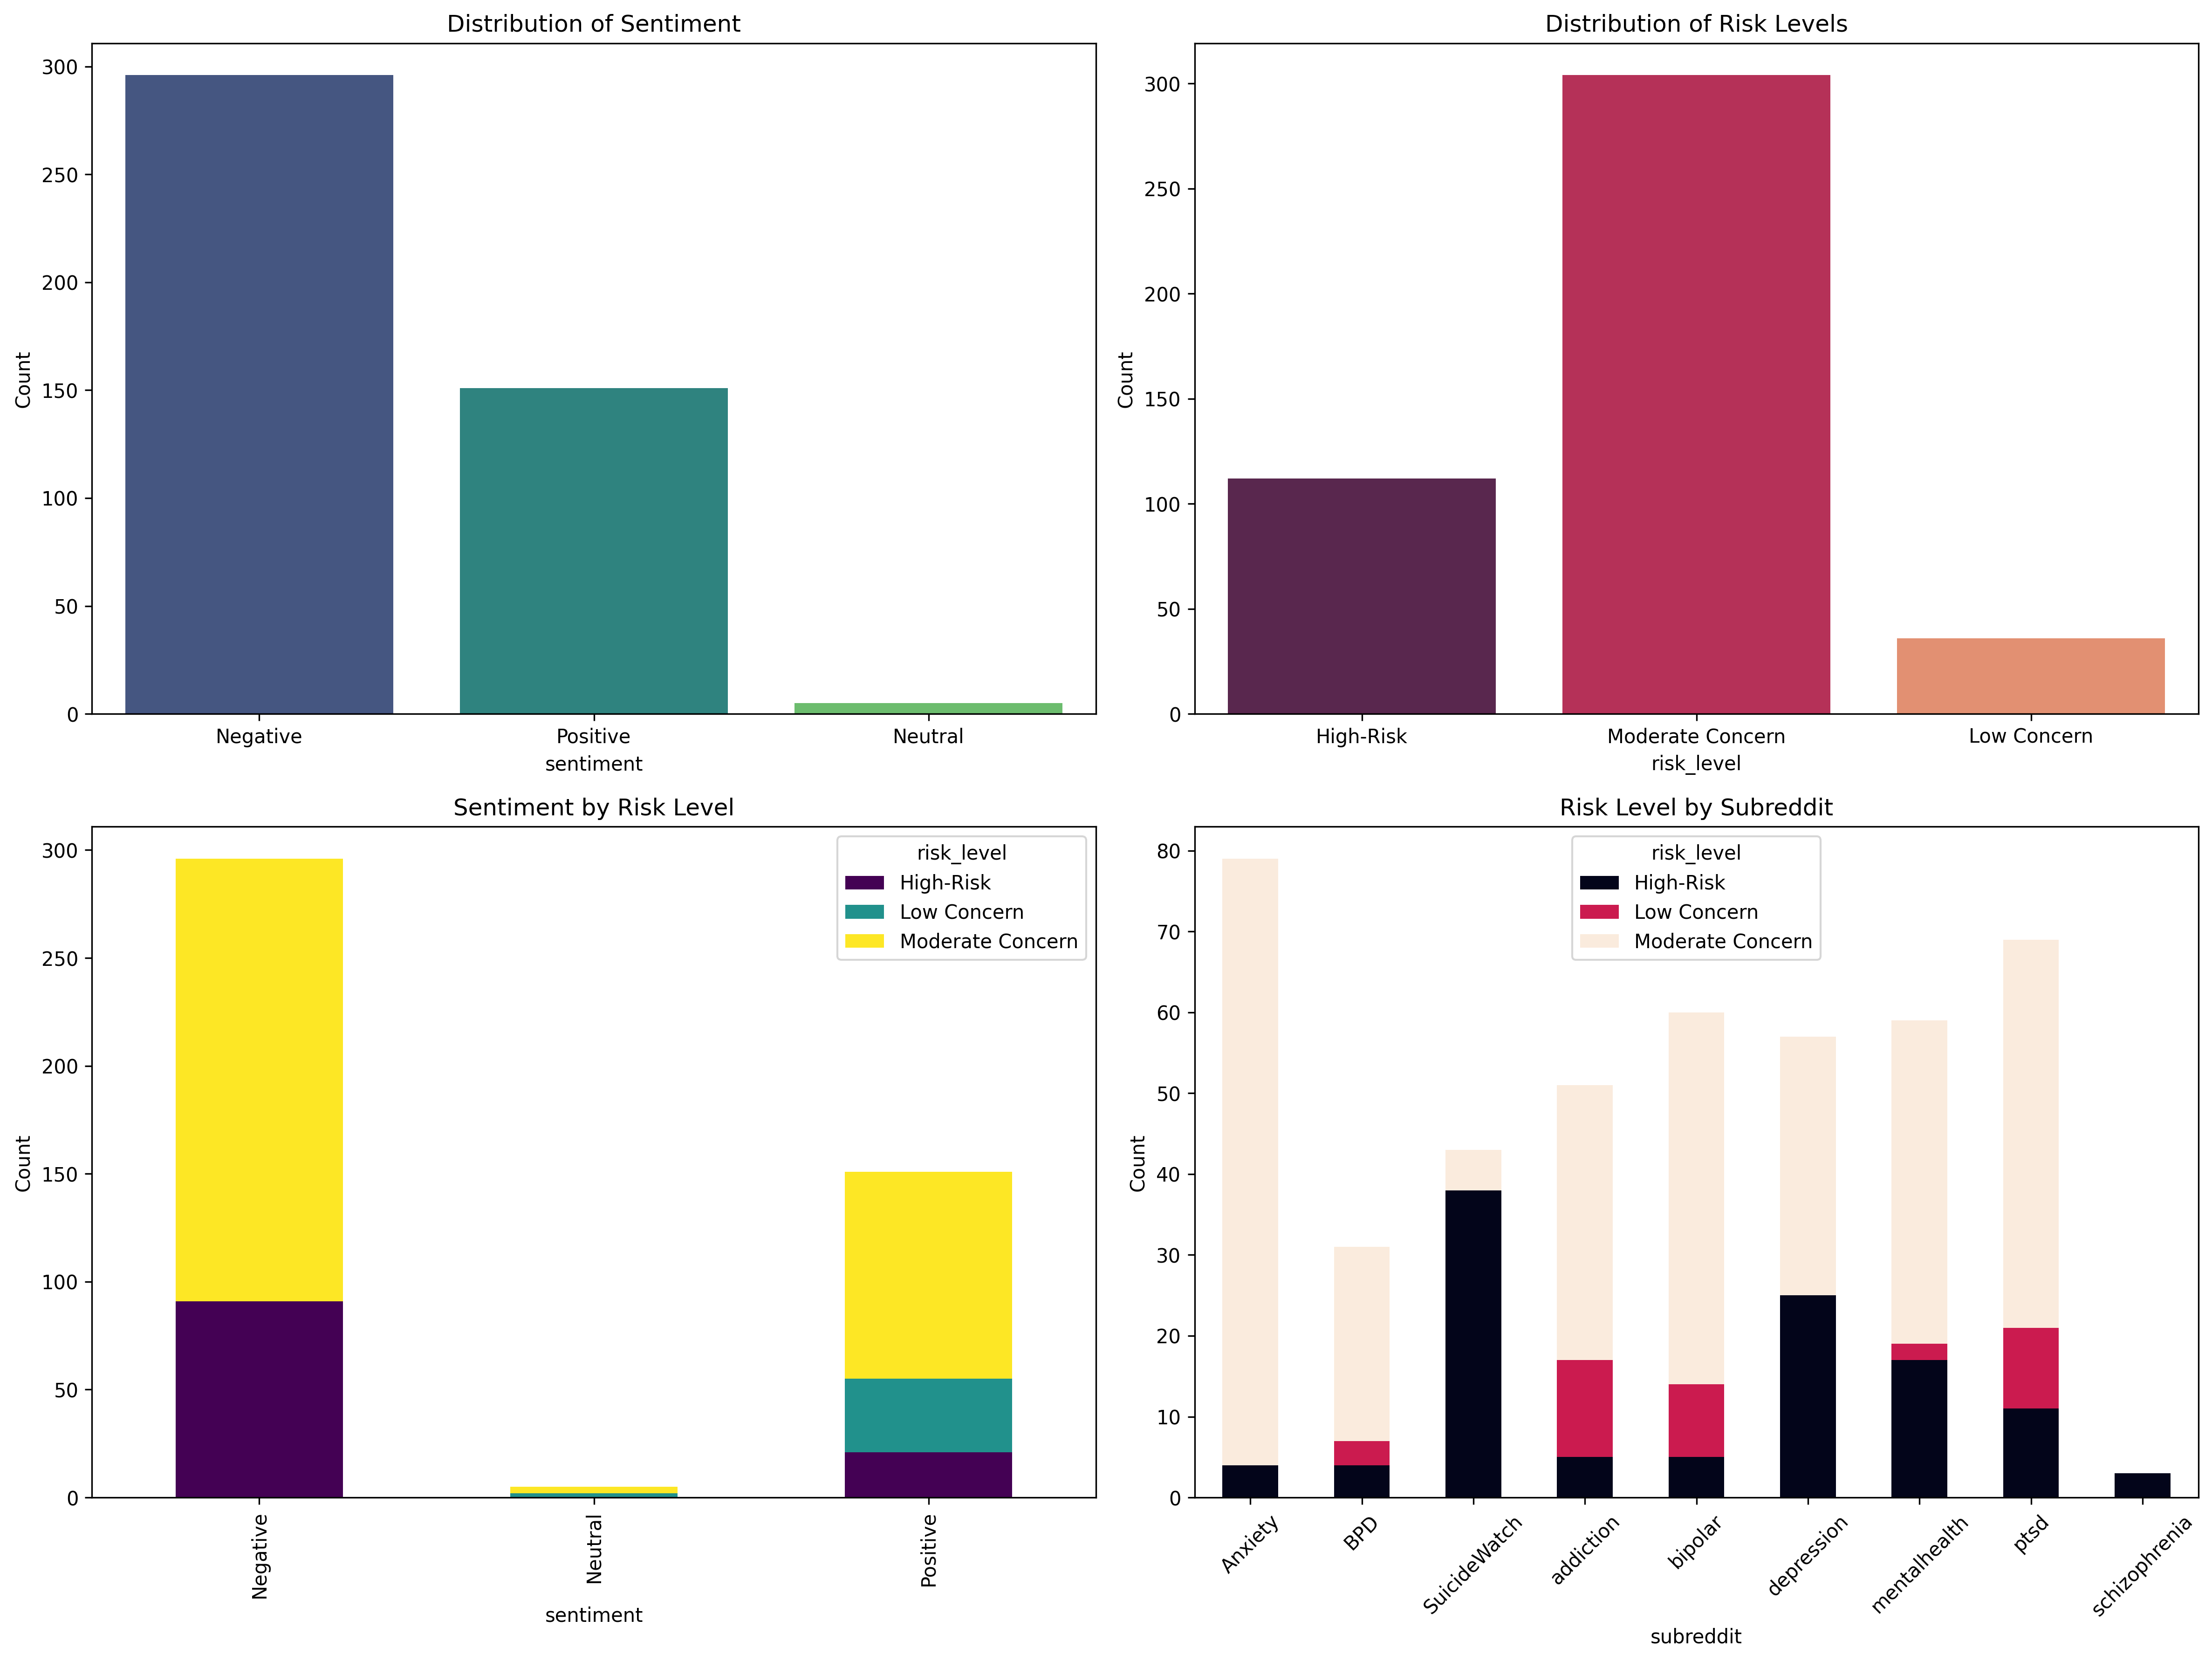 Distribution of Sentiment
300
250
200
150
100
50
0
Count
Negative
Positive
Neutral
sentiment
Distribution of Risk Levels
300
250
200
150
100
50
0
Count
High-Risk
Moderate Concern
Low Concern
risk_level
Sentiment by Risk Level
300
250
200
150
100
50
0
Count
risk_level
High-Risk
Low Concern
Moderate Concern
Negative
Neutral
Positive
sentiment
Risk Level by Subreddit
80
70
60
50
40
30
20
10
0
Count
risk_level
High-Risk
Low Concern
Moderate Concern
Anxiety
BPD
SuicideWatch
addiction
bipolar
depression
mentalhealth
ptsd
schizophrenia
subreddit